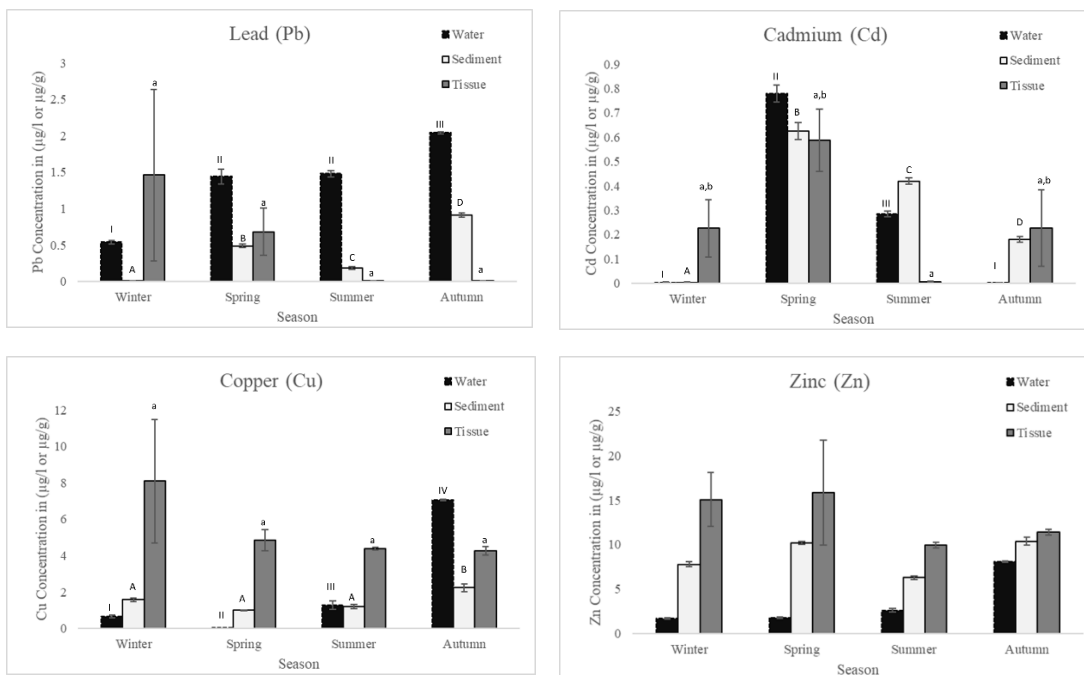 Lead (Pb)
Water
Sediment
Tissue
Pb Concentration in (µg/l or µg/g)
3
2.5
2
1.5
1
0.5
0
I
A
a
II
B
a
II
C
a
III
D
a
Winter
Spring
Summer
Autumn
Season
Cadmium (Cd)
Water
Sediment
Tissue
Cd Concentration in (µg/l or µg/g)
0.9
0.8
0.7
0.6
0.5
0.4
0.3
0.2
0.1
0
I
A
a,b
II
B
a,b
III
C
a
I
D
a,b
Winter
Spring
Summer
Autumn
Season
Copper (Cu)
Water
Sediment
Tissue
Cu Concentration in (µg/l or µg/g)
12
10
8
6
4
2
0
I
A
a
II
A
a
III
A
a
IV
B
a
Winter
Spring
Summer
Autumn
Season
Zinc (Zn)
Water
Sediment
Tissue
Zn Concentration in (µg/l or µg/g)
25
20
15
10
5
0
Winter
Spring
Summer
Autumn
Season